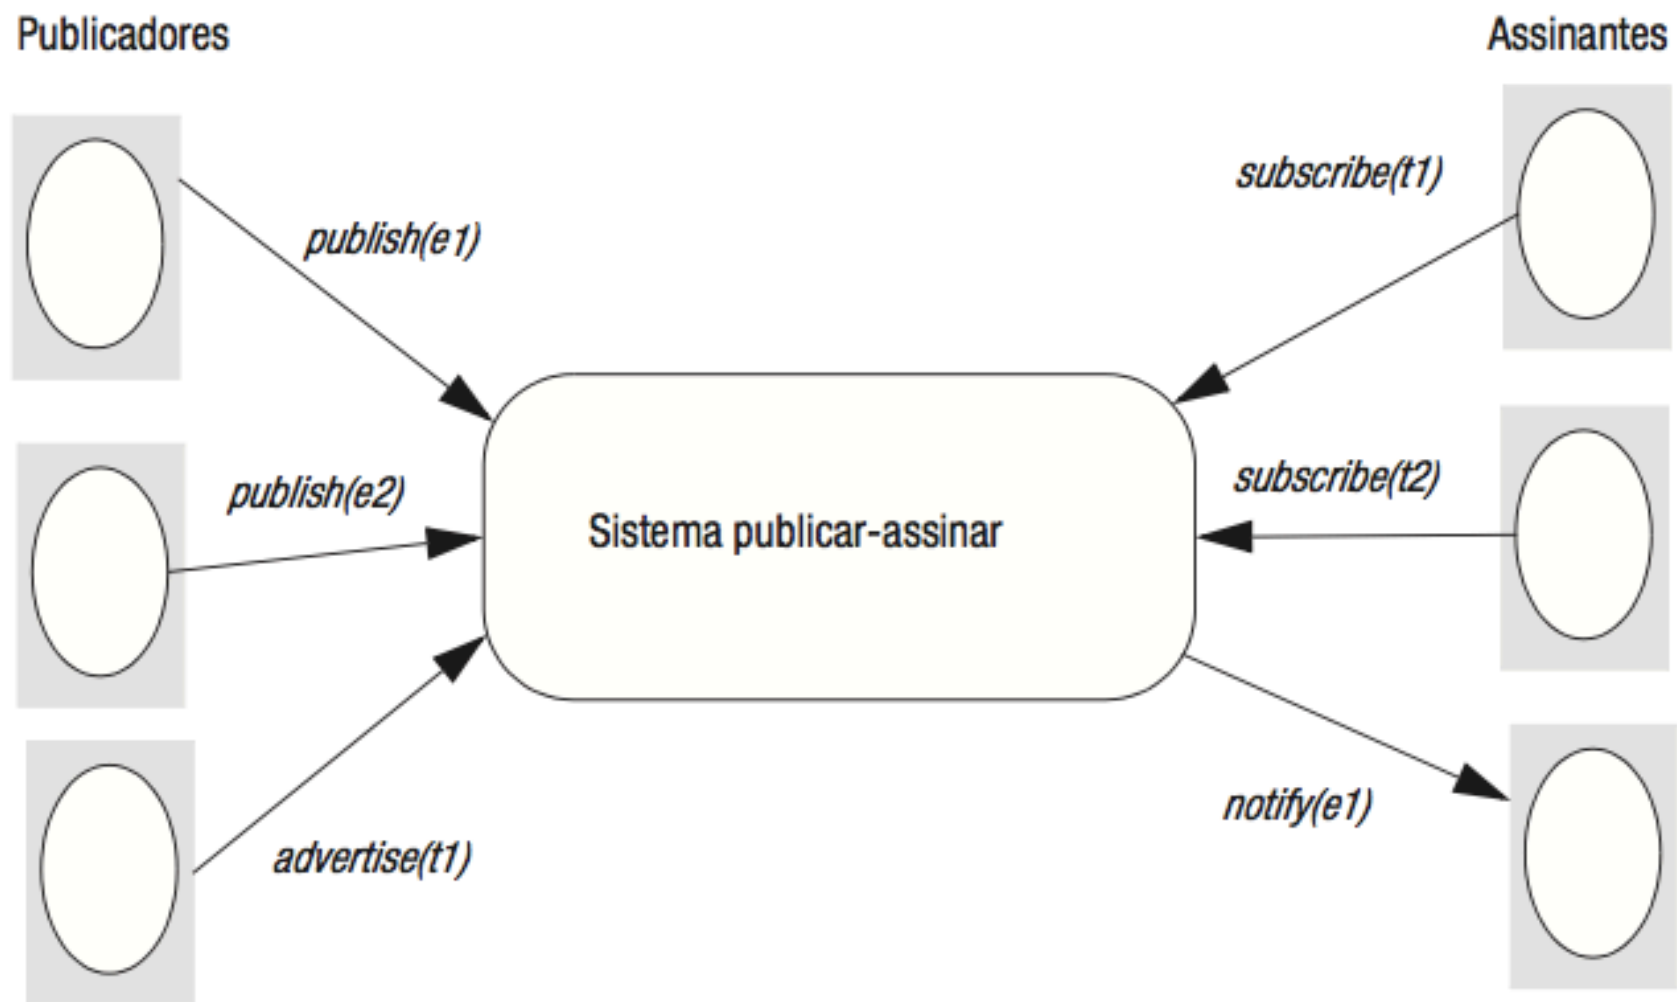 Publicadores
Assinantes
subscribe(t1)
publish(e1)
subscribe(t2)
publish(e2)
Sistema publicar-assinar
notify(e1)
advertise(t1)